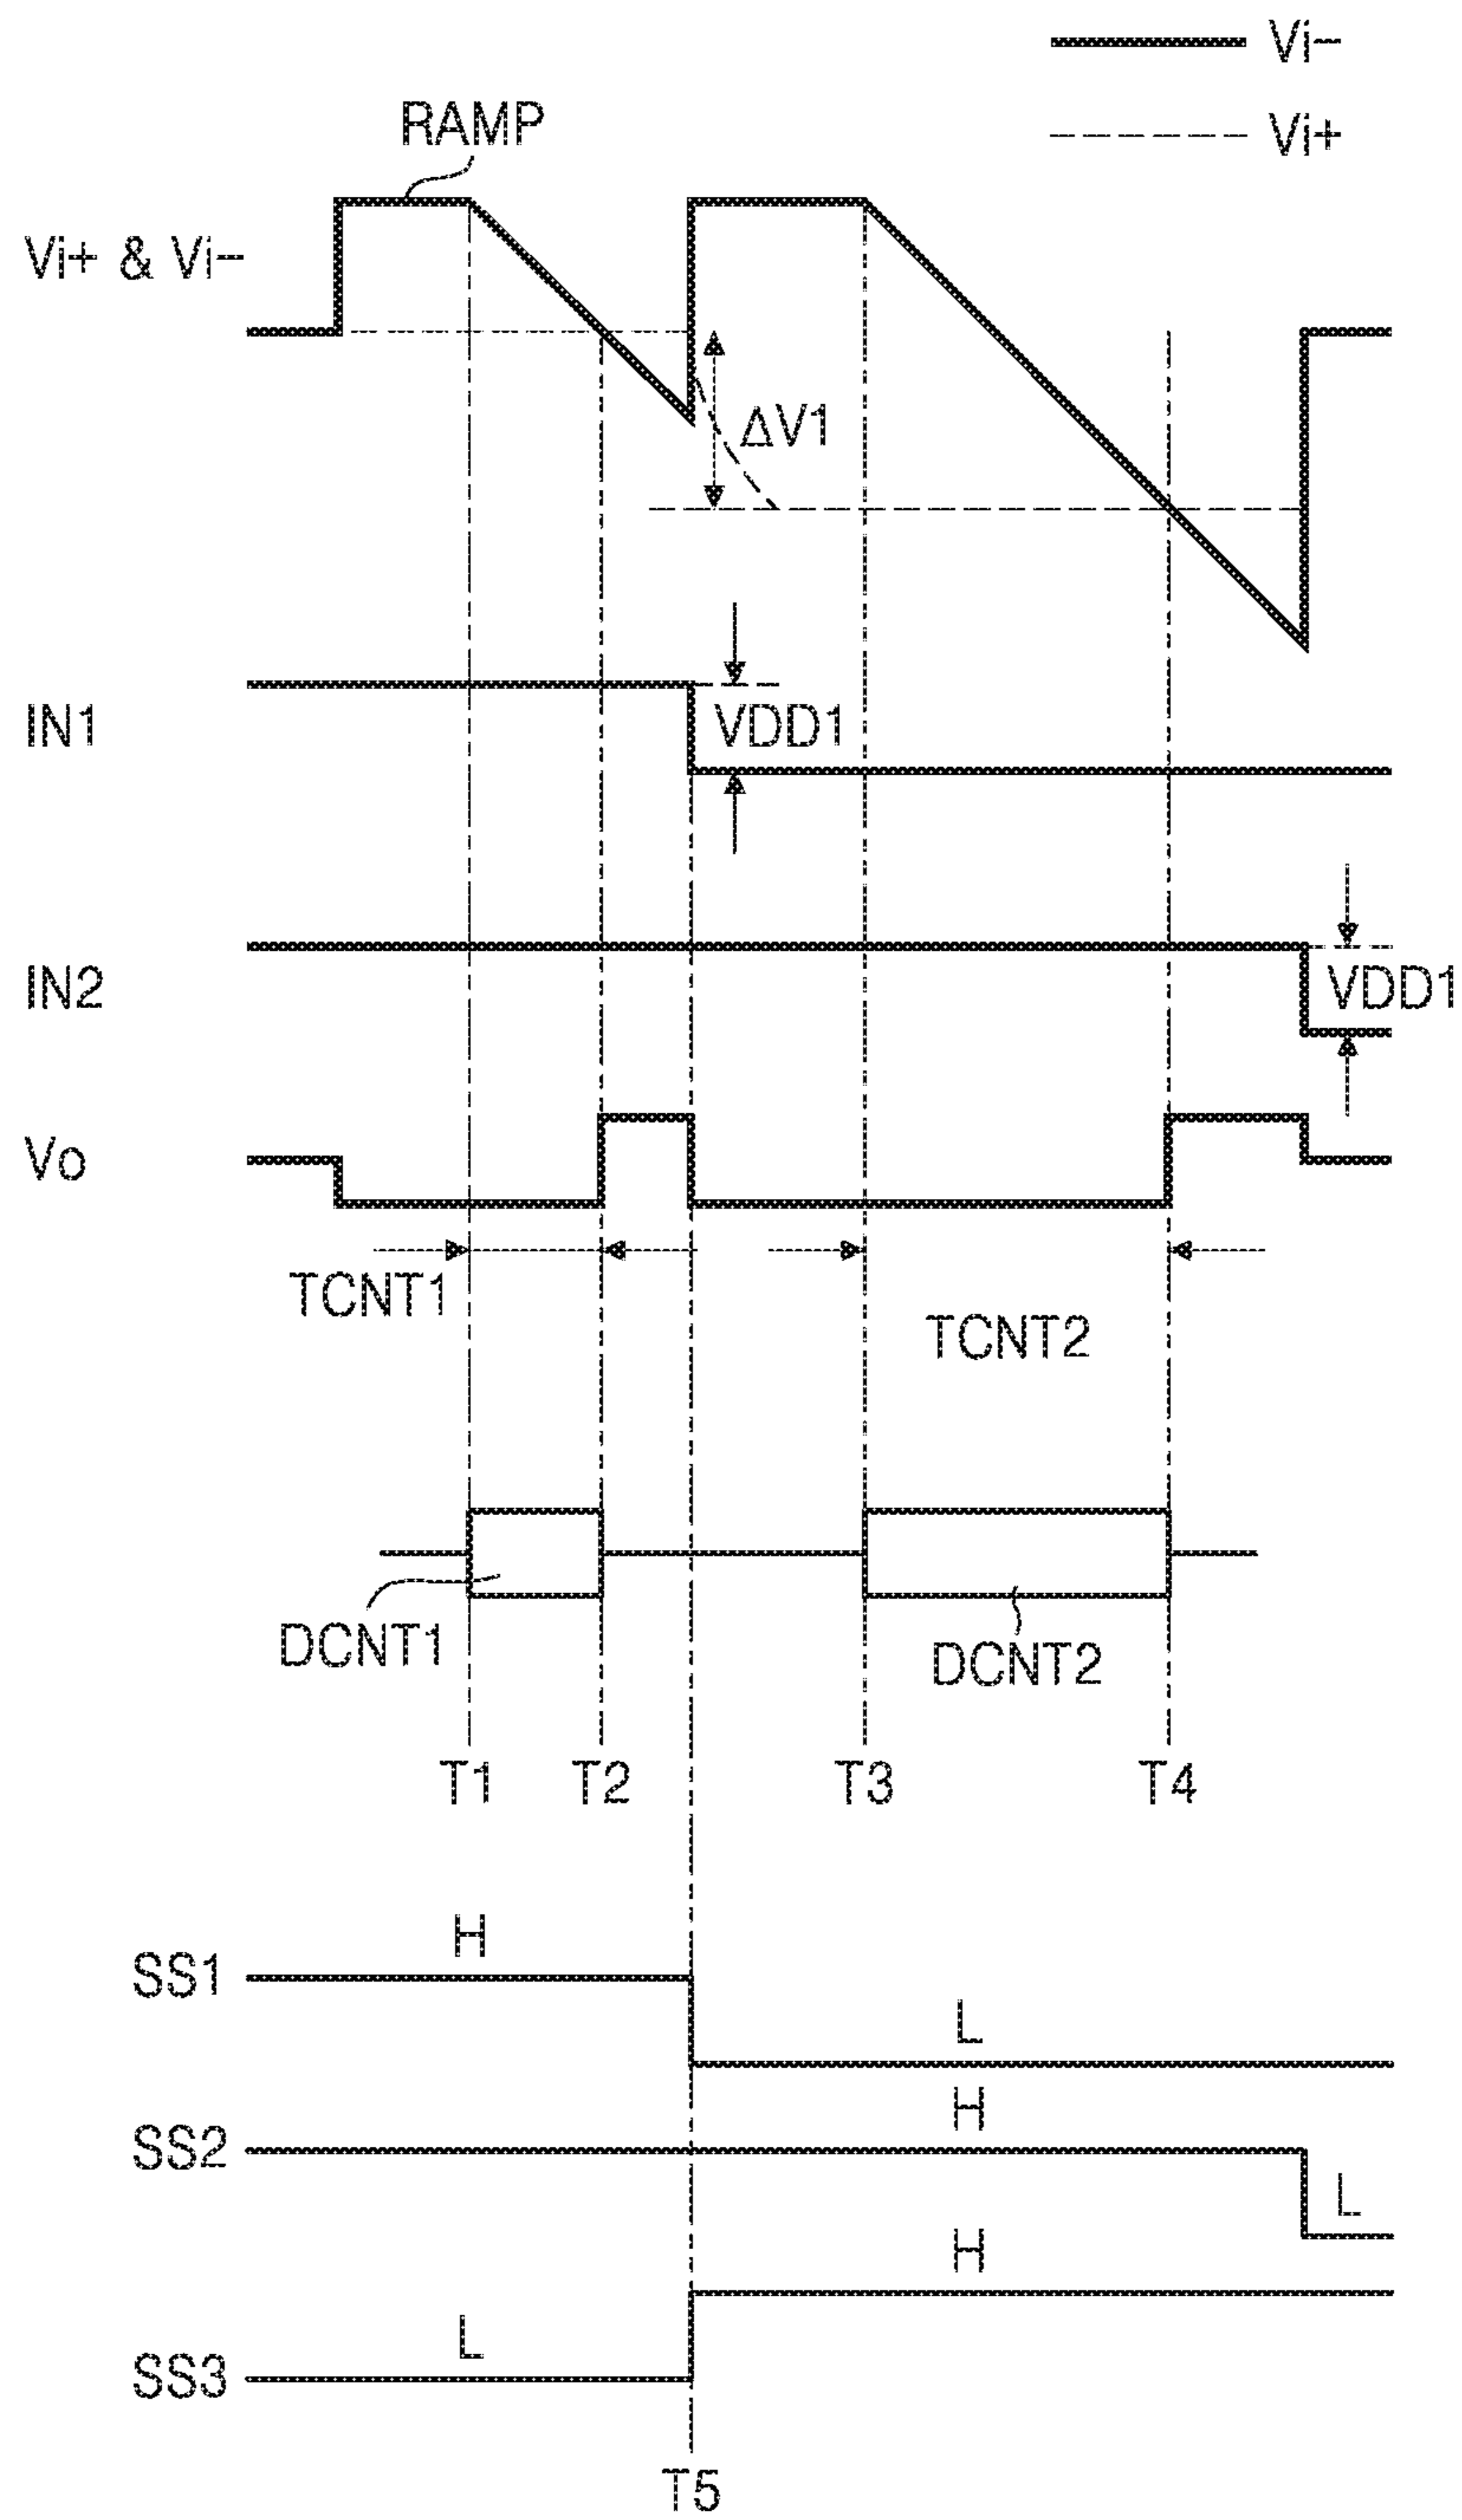 Vi−
Vi+
RAMP
Vi+ & Vi−
ΔV1
IN1
VDD1
IN2
VDD1
Vo
TCNT1
TCNT2
DCNT1
DCNT2
T1
T2
T3
T4
H
SS1
L
H
SS2
L
H
L
SS3
T5